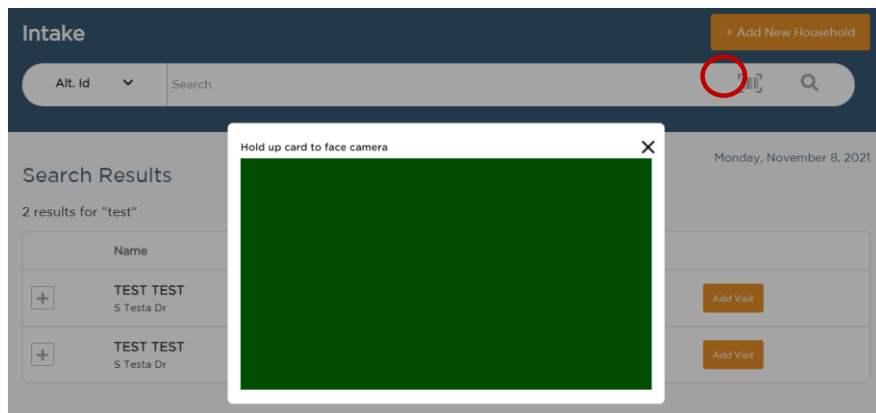 Intake
+ Add New Household
Alt. Id
Search
Hold up card to face camera
Monday, November 8, 2021
Search Results
2 results for "test"
Name
TEST TEST
S Testa Dr
Add Visit
TEST TEST
S Testa Dr
Add Visit